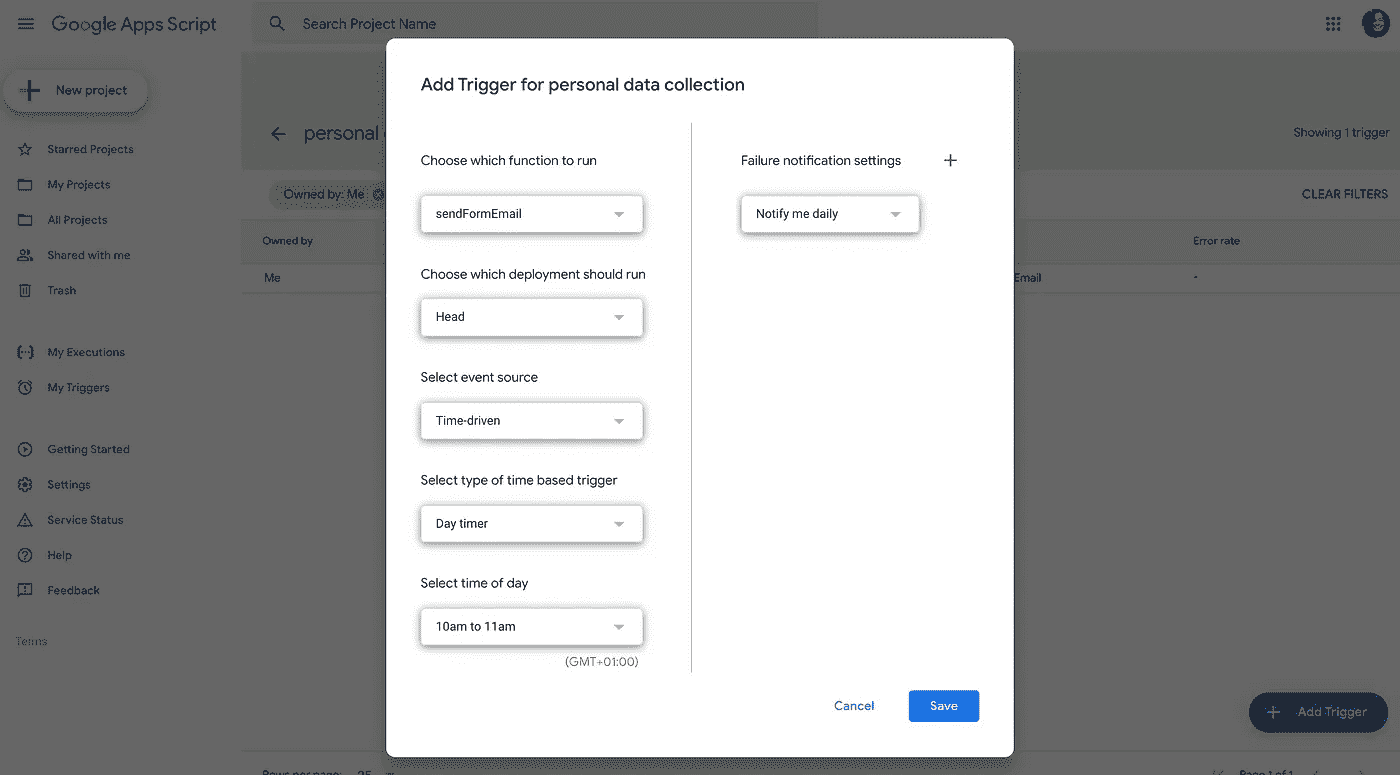 Google Apps Script
Search Project Name
New project
Starred Projects
My Projects
All Projects
Shared with me
Trash
My Executions
My Triggers
Getting Started
Settings
Service Status
Help
Feedback
Terms
personal
Showing 1 trigger
Owned by: Me
CLEAR FILTERS
Owned by
Error rate
Me
Email
-
Add Trigger for personal data collection
Choose which function to run
sendFormEmail
Choose which deployment should run
Head
Select event source
Time-driven
Select type of time based trigger
Day timer
Select time of day
10am to 11am
(GMT+01:00)
Failure notification settings
Notify me daily
Cancel
Save
Add Trigger
Rows per page: 25
Page 1 of 1